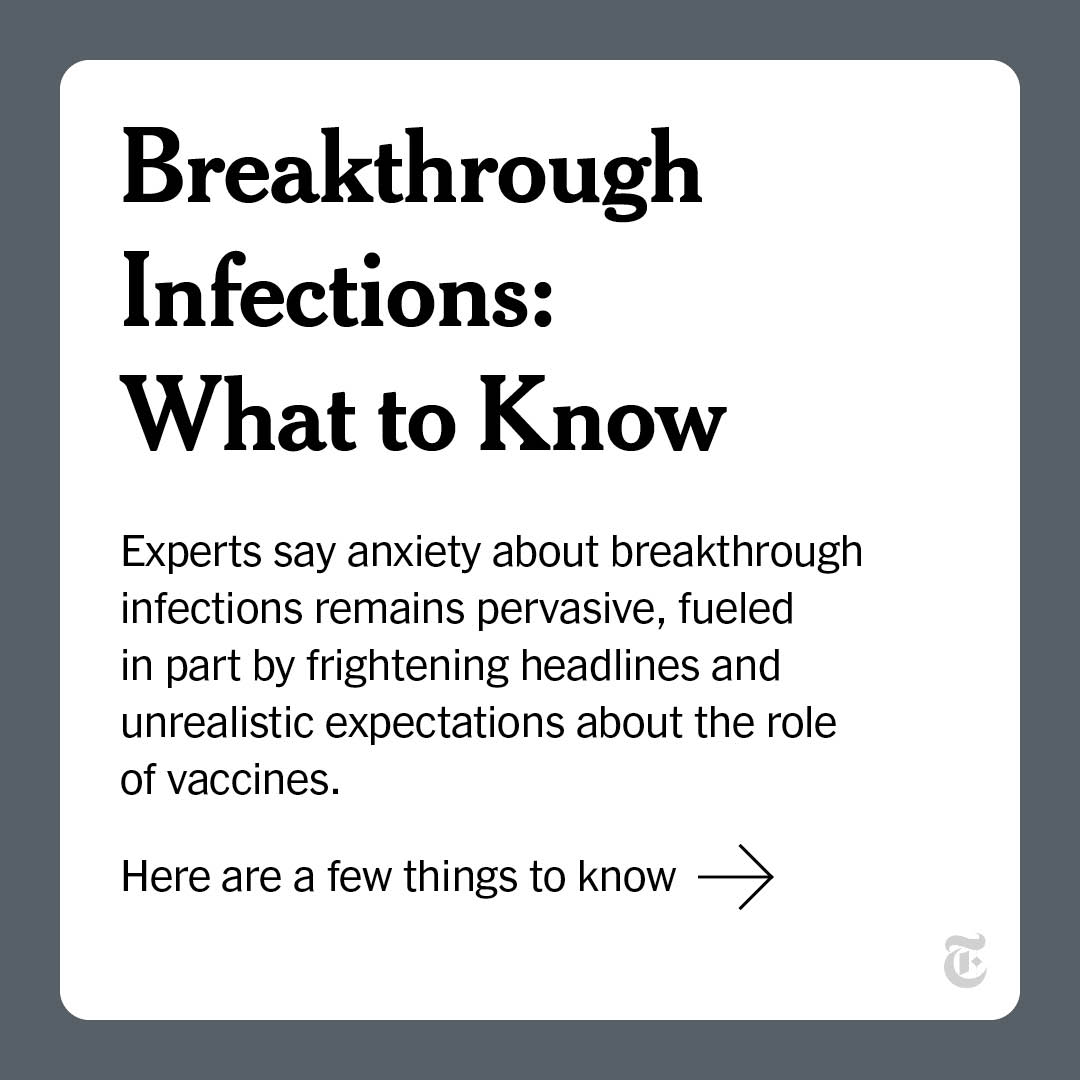 Breakthrough
Infections:
What to Know
Experts say anxiety about breakthrough
infections remains pervasive, fueled
in part by frightening headlines and
unrealistic expectations about the role
of vaccines.
Here are a few things to know
T